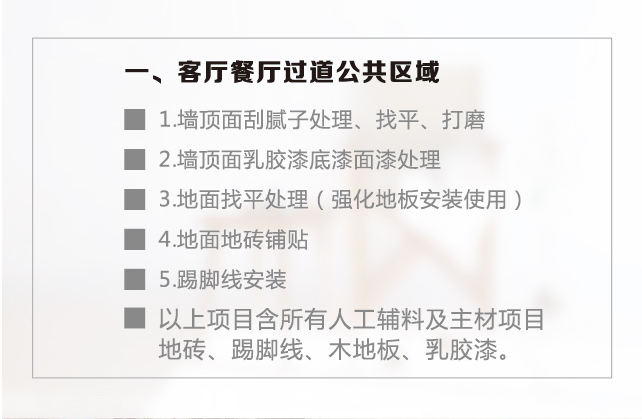 一、客厅餐厅过道公共区域
1.墙顶面刮腻子处理、找平、打磨
2.墙顶面乳胶漆底漆面漆处理
3.地面找平处理（强化地板安装使用）
4.地面地砖铺贴
5.踢脚线安装
以上项目含所有人工辅料及主材项目
地砖、踢脚线、木地板、乳胶漆。